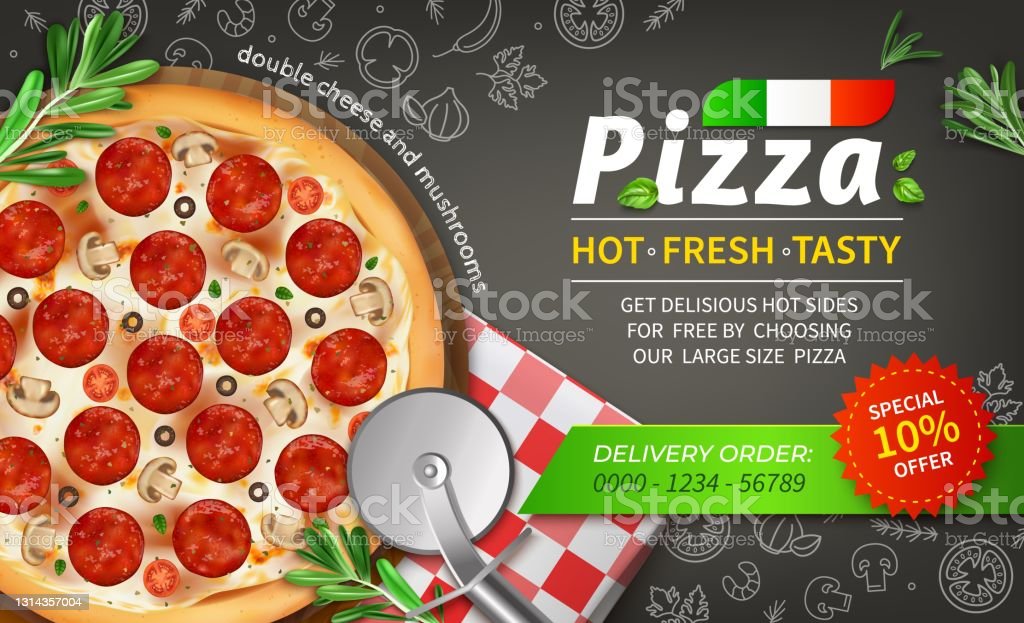 double cheese and mushrooms
Pizza
HOT FRESH TASTY
GET DELISIOUS HOT SIDES
FOR FREE BY CHOOSING
OUR LARGE SIZE PIZZA
SPECIAL
10%
OFFER
DELIVERY ORDER:
0000 - 1234 - 56789
iStock
by Getty Images
1314357004